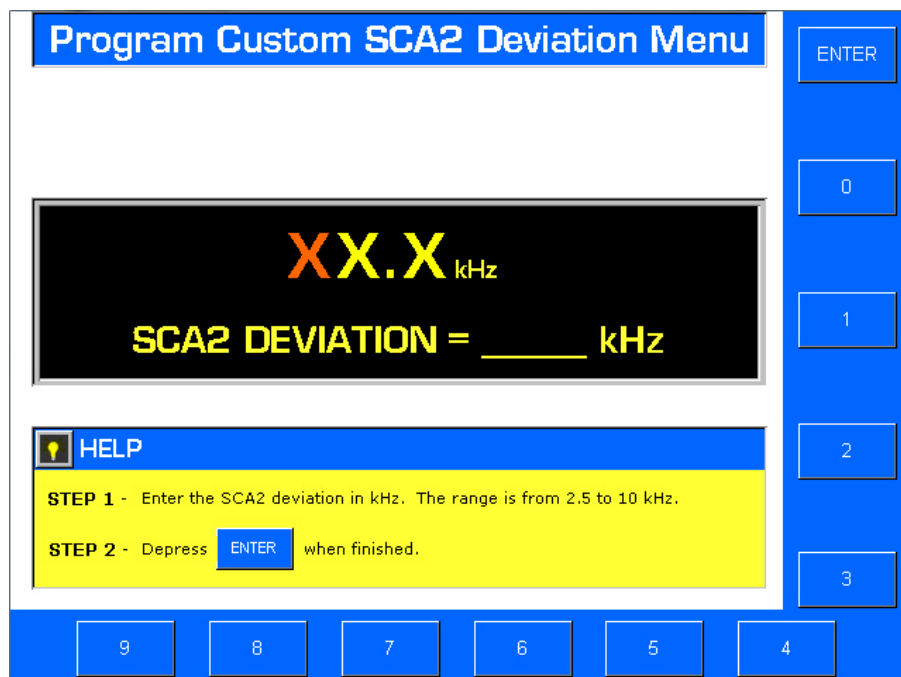 Program Custom SCA2 Deviation Menu
ENTER
0
XX.X kHz
SCA2 DEVIATION = _____ kHz
1
HELP
2
STEP 1 - Enter the SCA2 deviation in kHz. The range is from 2.5 to 10 kHz.
STEP 2 - Depress ENTER when finished.
3
9 8 7 6 5 4